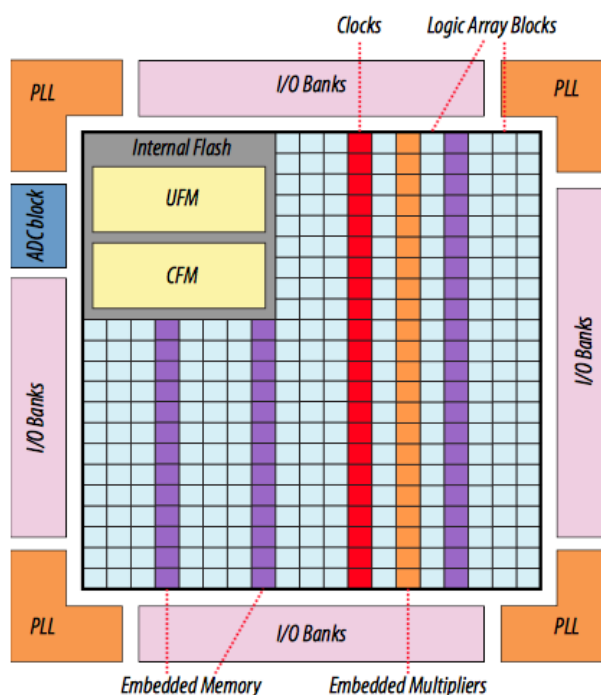 Clocks
Logic Array Blocks
PLL
I/O Banks
PLL
Internal Flash
UFM
ADC block
CFM
I/O Banks
I/O Banks
PLL
I/O Banks
PLL
Embedded Memory
Embedded Multipliers